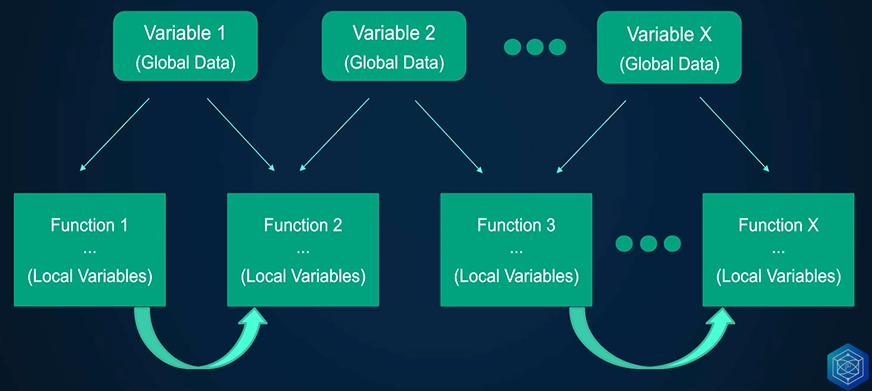 Variable 1
(Global Data)
Variable 2
(Global Data)
Variable X
(Global Data)
Function 1
...
(Local Variables)
Function 2
...
(Local Variables)
Function 3
...
(Local Variables)
Function X
...
(Local Variables)